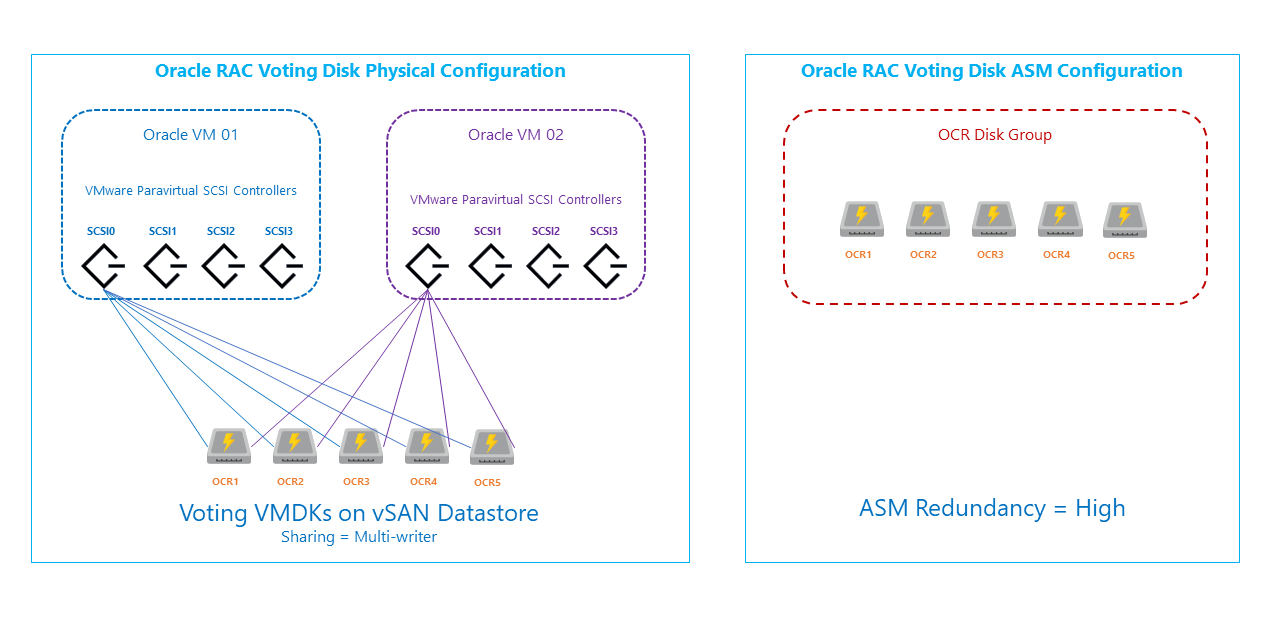 Oracle RAC Voting Disk Physical Configuration
Oracle VM 01
VMware Paravirtual SCSI Controllers
SCSI0 SCSI1 SCSI2 SCSI3
Oracle VM 02
VMware Paravirtual SCSI Controllers
SCSI0 SCSI1 SCSI2 SCSI3
OCR1 OCR2 OCR3 OCR4 OCR5
Voting VMDKs on vSAN Datastore
Sharing = Multi-writer
Oracle RAC Voting Disk ASM Configuration
OCR Disk Group
OCR1 OCR2 OCR3 OCR4 OCR5
ASM Redundancy = High